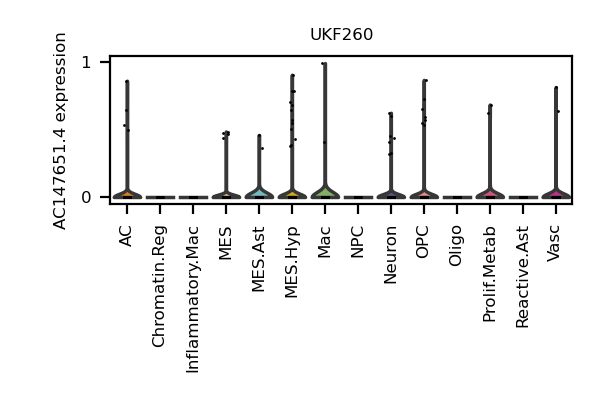 UKF260
AC147651.4 expression
1
0
AC
Chromatin.Reg
Inflammatory.Mac
MES
MES.Ast
MES.Hyp
Mac
NPC
Neuron
OPC
Oligo
Prolif.Metab
Reactive.Ast
Vasc